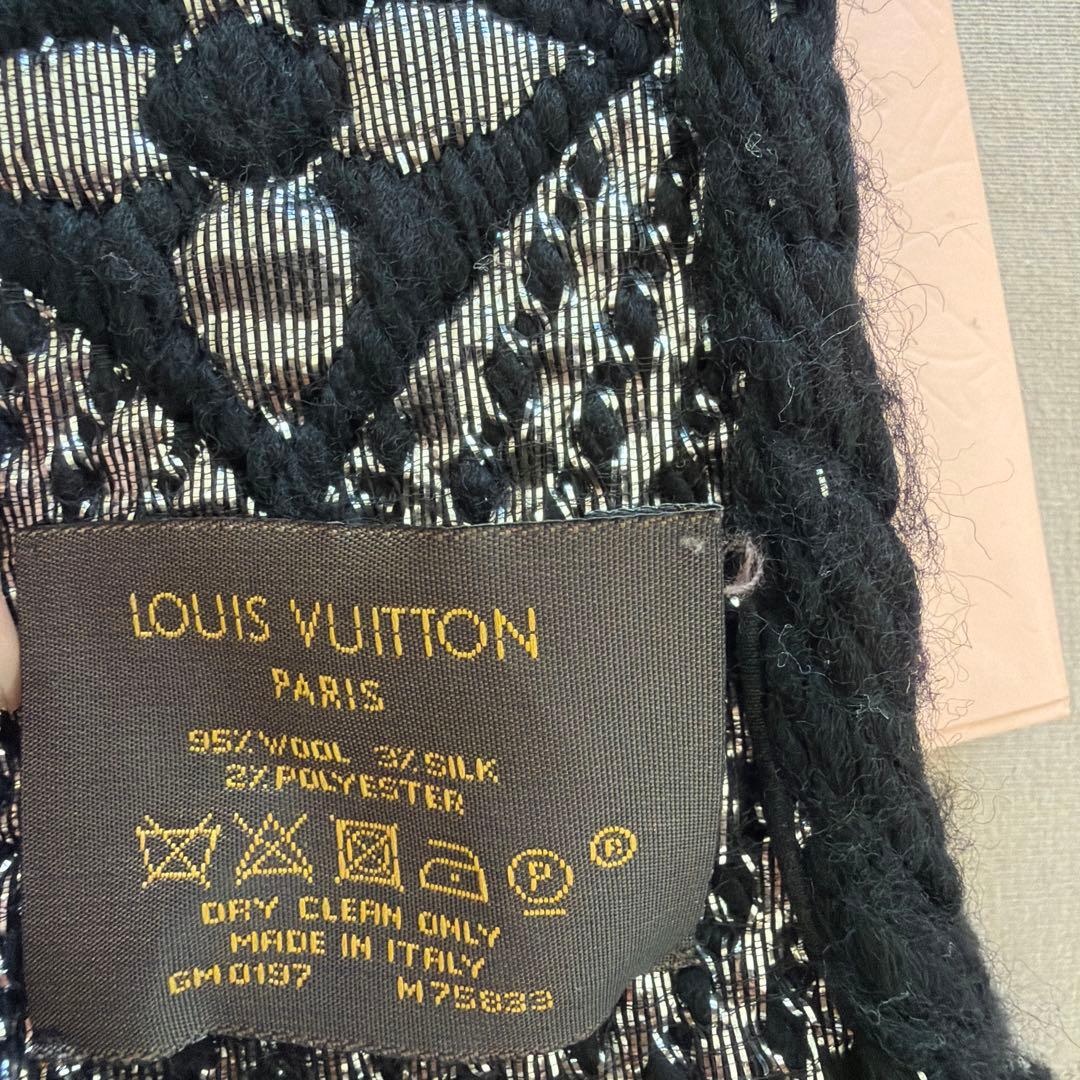 LOUIS VUITTON
PARIS
95% WOOL 3% SILK
2% POLYESTER
P
®
DRY CLEAN ONLY
MADE IN ITALY
GM0197 M75833